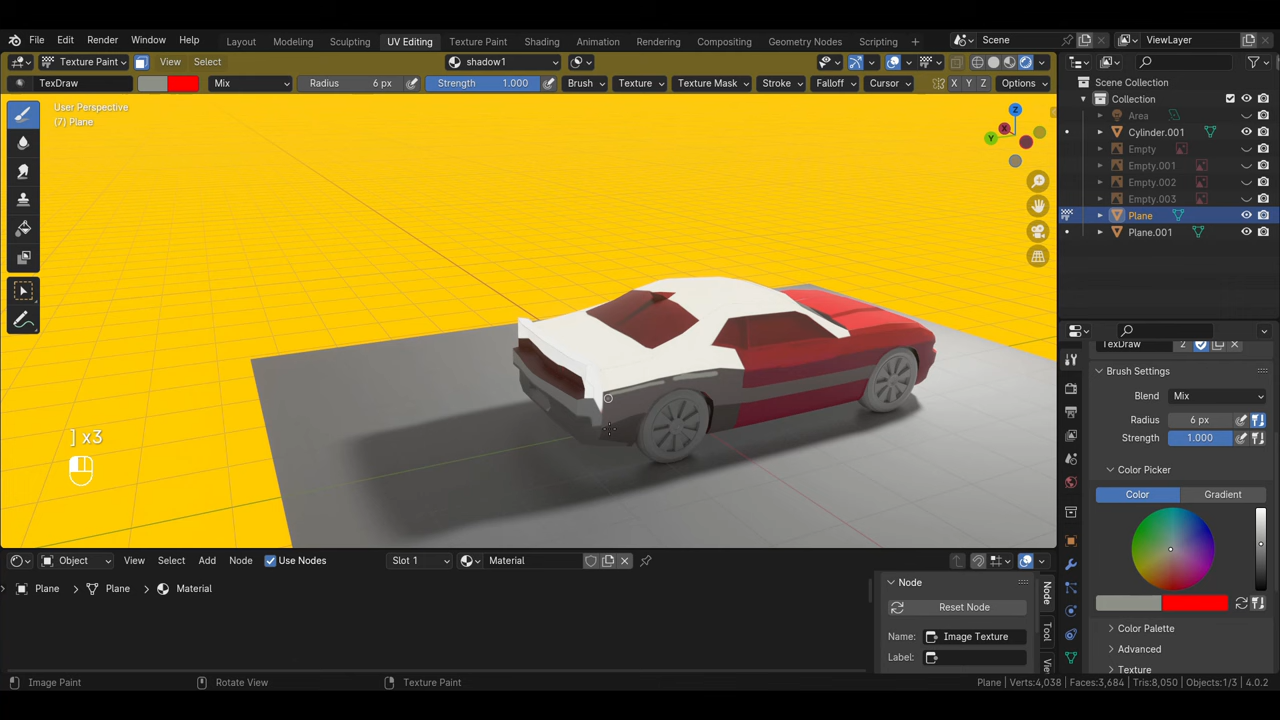 File Edit Render Window Help Layout Modeling Sculpting UV Editing Texture Paint Shading Animation Rendering Compositing Geometry Nodes Scripting + Scene ViewLayer
Texture Paint View Select shadow1
TexDraw Mix Radius 6 px Strength 1.000 Brush Texture Texture Mask Stroke Falloff Cursor X Y Z Options
User Perspective
(7) Plane
Z
X
Y
] x3
Scene Collection
Collection
Area
Cylinder.001
Empty
Empty.001
Empty.002
Empty.003
Plane
Plane.001
TexDraw 2
Brush Settings
Blend Mix
Radius 6 px
Strength 1.000
Color Picker
Color Gradient
Color Palette
Advanced
Texture
Object View Select Add Node Use Nodes Slot 1 Material
Plane Plane Material
Node
Reset Node
Name: Image Texture
Label:
Node
Tool
Vi
Image Paint Rotate View Texture Paint Plane | Verts:4,038 | Faces:3,684 | Tris:8,050 | Objects:1/3 | 4.0.2